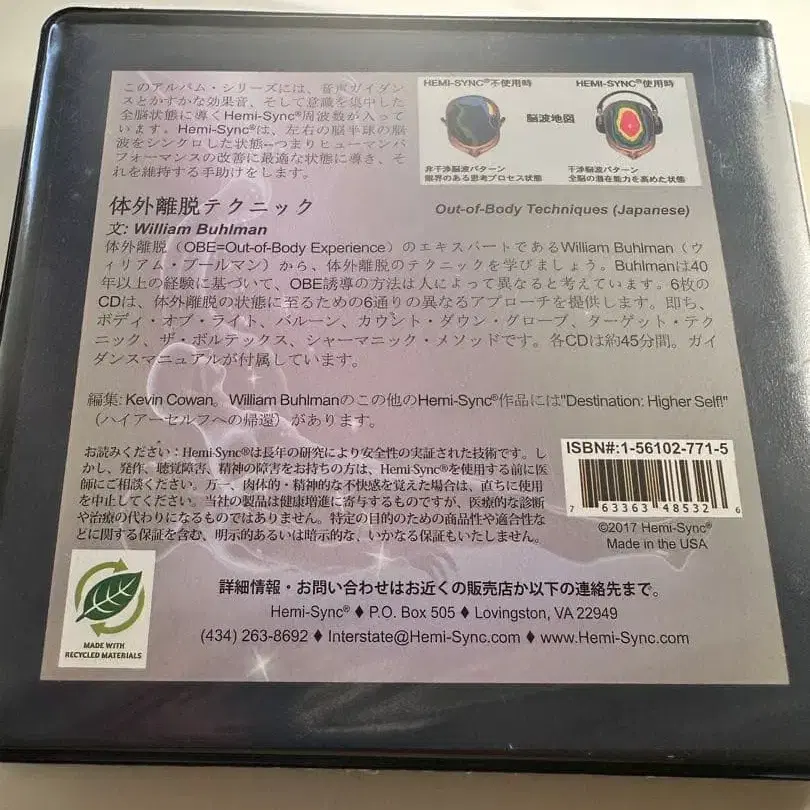 このアルバム・シリーズには、音声ガイダン
スとかすかな効果音、そして意識を集中した
全脳状態に導くHemi-Sync®周波数が入って
います。Hemi-Sync®は、左右の脳半球の脳
波をシンクロした状態--つまりヒューマンパ
フォーマンスの改善に最適な状態に導き、そ
れを維持する手助けをします。
HEMI-SYNC®不使用時
HEMI-SYNC®使用時
脳波地図
非干渉脳波パターン
限界のある思考プロセス状態
干渉脳波パターン
全脳の潜在能力を高めた状態
体外離脱テクニック
Out-of-Body Techniques (Japanese)
文: William Buhlman
体外離脱（OBE=Out-of-Body Experience）のエキスパートであるWilliam Buhlman（ウ
ィリアム・ブールマン）から、体外離脱のテクニックを学びましょう。Buhlmanは40
年以上の経験に基づいて、OBE誘導の方法は人によって異なると考えています。6枚の
CDは、体外離脱の状態に至るための6通りの異なるアプローチを提供します。即ち、
ボディ・オブ・ライト、バルーン、カウント・ダウン・グローブ、ターゲット・テク
ニック、ザ・ボルテックス、シャーマニック・メソッドです。各CDは約45分間。ガイ
ダンスマニュアルが付属しています。
編集: Kevin Cowan。William Buhlmanのこの他のHemi-Sync®作品には"Destination: Higher Self!"
（ハイアーセルフへの帰還）があります。
お読みください：Hemi-Sync®は長年の研究により安全性の実証された技術です。し
かし、発作、聴覚障害、精神の障害をお持ちの方は、Hemi-Sync®を使用する前に医
師にご相談ください。万一、肉体的・精神的な不快感を覚えた場合は、直ちに使用
を中止してください。当社の製品は健康増進に寄与するものですが、医療的な診断
や治療の代わりになるものではありません。特定の目的のための商品性や適合性な
どに関する保証を含む、明示的あるいは暗示的な、いかなる保証もいたしません。
ISBN#:1-56102-771-5
7 63363 48532 6
©2017 Hemi-Sync®
Made in the USA
MADE WITH
RECYCLED MATERIALS
詳細情報・お問い合わせはお近くの販売店か以下の連絡先まで。
Hemi-Sync® ♦ P.O. Box 505 ♦ Lovingston, VA 22949
(434) 263-8692 ♦ Interstate@Hemi-Sync.com ♦ www.Hemi-Sync.com